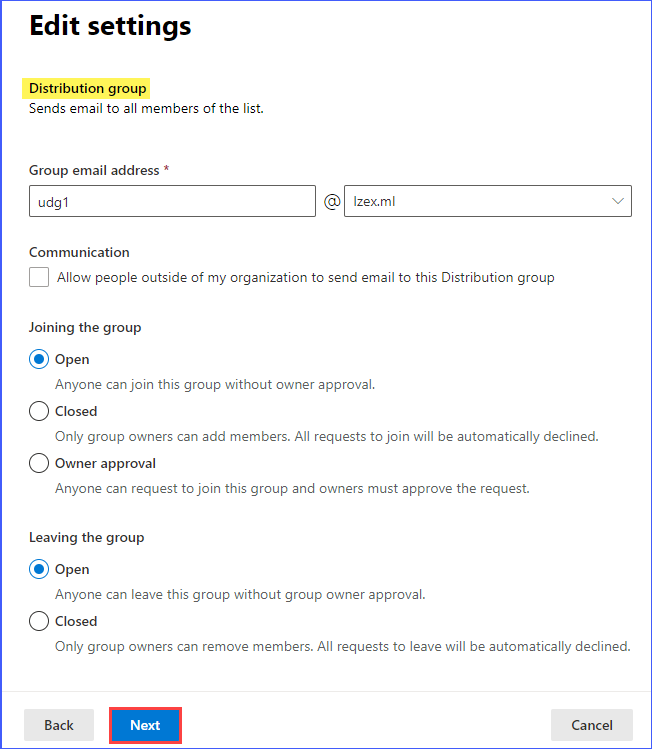 Edit settings
Distribution group
Sends email to all members of the list.
Group email address *
udg1 @ lzex.ml
Communication
Allow people outside of my organization to send email to this Distribution group
Joining the group
Open
Anyone can join this group without owner approval.
Closed
Only group owners can add members. All requests to join will be automatically declined.
Owner approval
Anyone can request to join this group and owners must approve the request.
Leaving the group
Open
Anyone can leave this group without group owner approval.
Closed
Only group owners can remove members. All requests to leave will be automatically declined.
Back Next Cancel